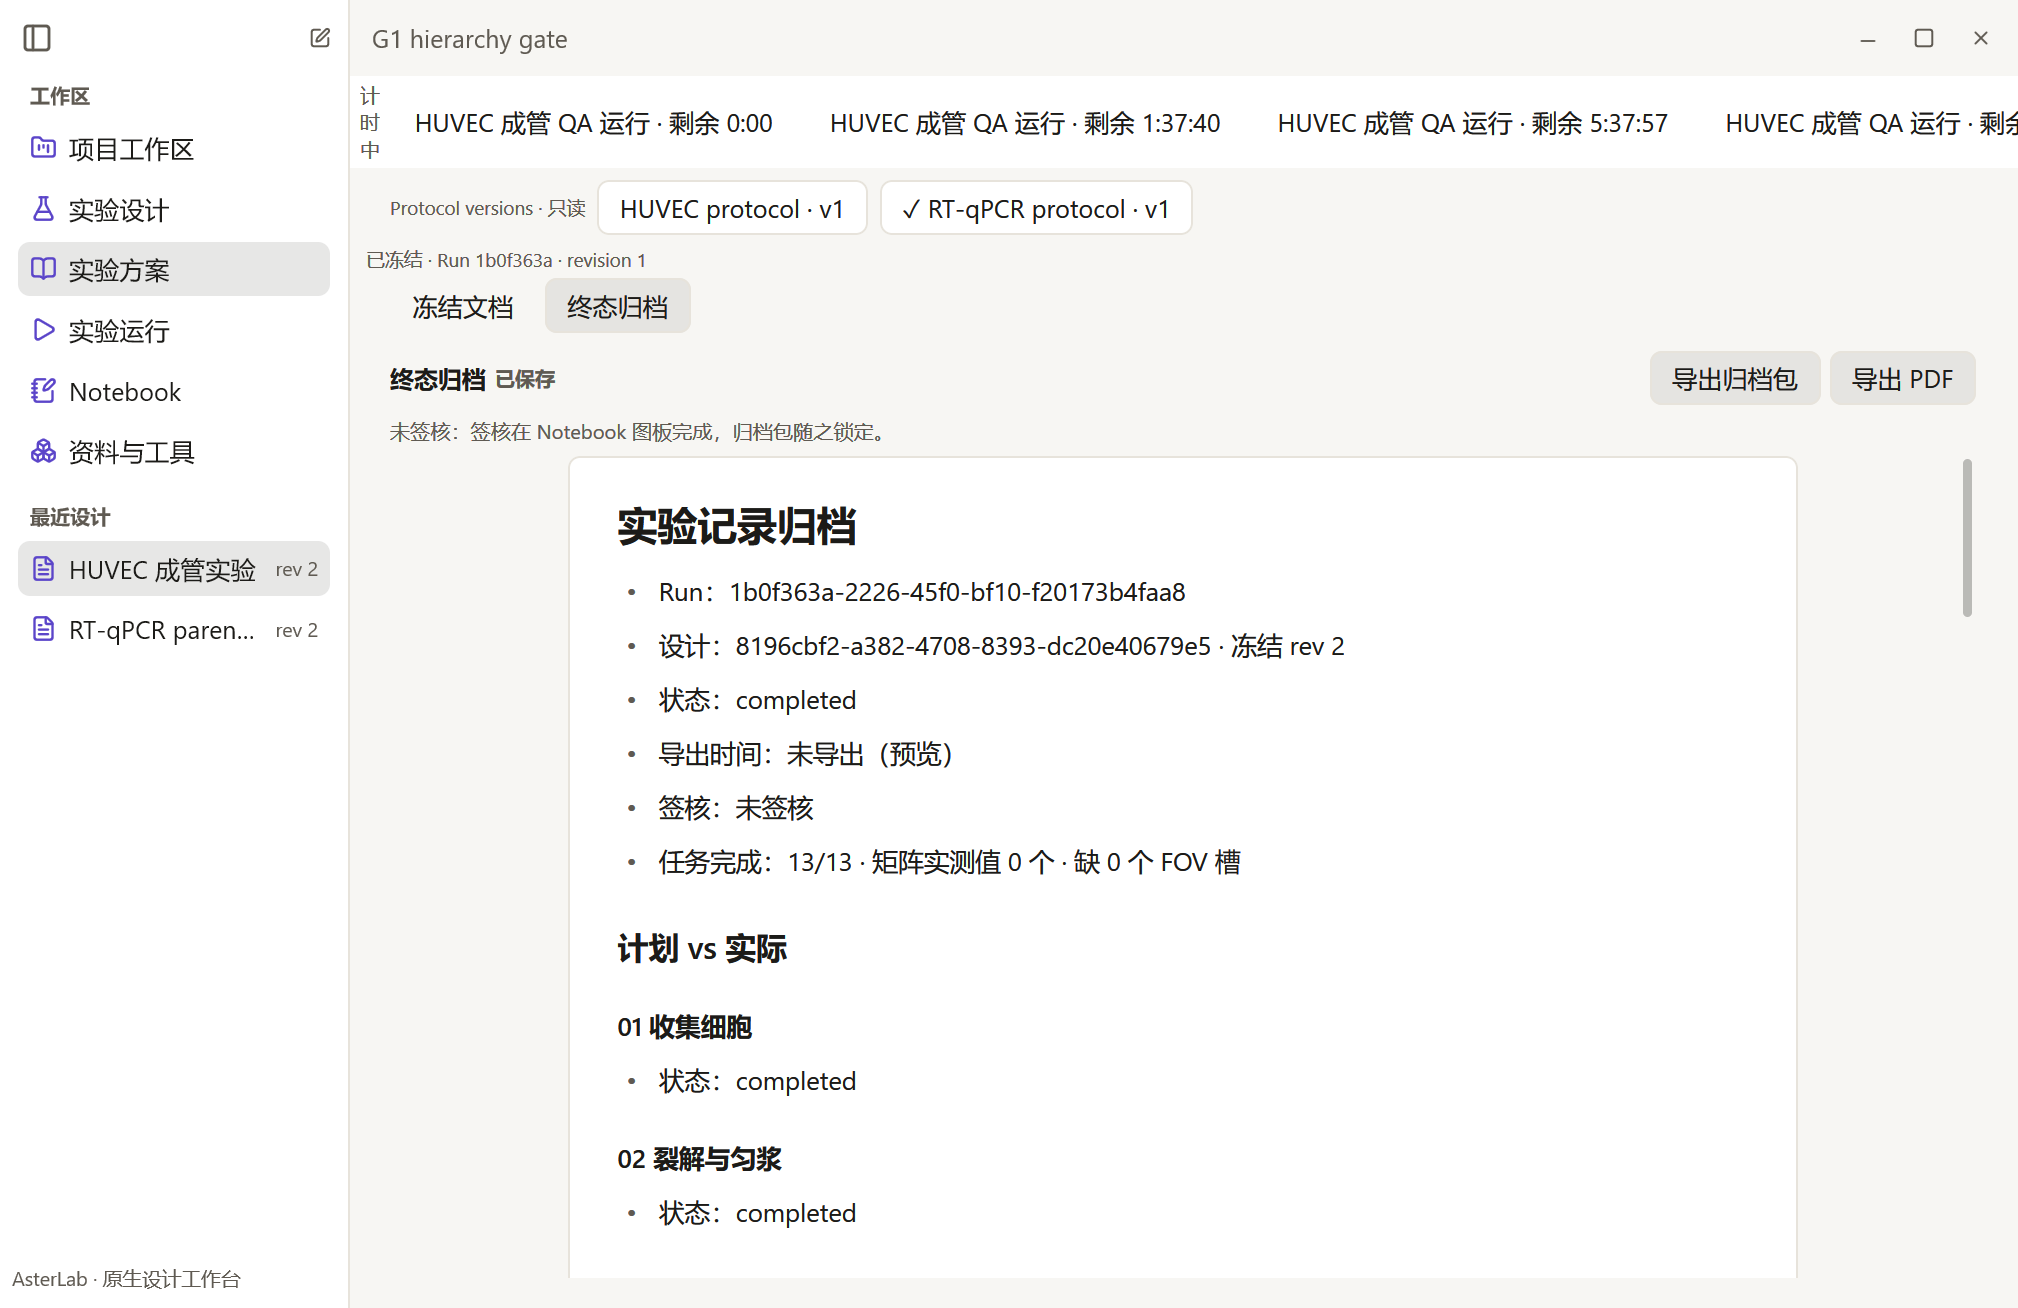 G1 hierarchy gate
工作区
项目工作区
实验设计
实验方案
实验运行
Notebook
资料与工具
最近设计
HUVEC 成管实验 rev 2
RT-qPCR paren... rev 2
AsterLab · 原生设计工作台
计时中
HUVEC 成管 QA 运行 · 剩余 0:00
HUVEC 成管 QA 运行 · 剩余 1:37:40
HUVEC 成管 QA 运行 · 剩余 5:37:57
HUVEC 成管 QA 运行 · 剩余
Protocol versions · 只读
HUVEC protocol · v1
✓ RT-qPCR protocol · v1
已冻结 · Run 1b0f363a · revision 1
冻结文档
终态归档
终态归档 已保存
导出归档包
导出 PDF
未签核：签核在 Notebook 图板完成，归档包随之锁定。
实验记录归档
• Run：1b0f363a-2226-45f0-bf10-f20173b4faa8
• 设计：8196cbf2-a382-4708-8393-dc20e40679e5 · 冻结 rev 2
• 状态：completed
• 导出时间：未导出（预览）
• 签核：未签核
• 任务完成：13/13 · 矩阵实测值 0 个 · 缺 0 个 FOV 槽
计划 vs 实际
01 收集细胞
• 状态：completed
02 裂解与匀浆
• 状态：completed